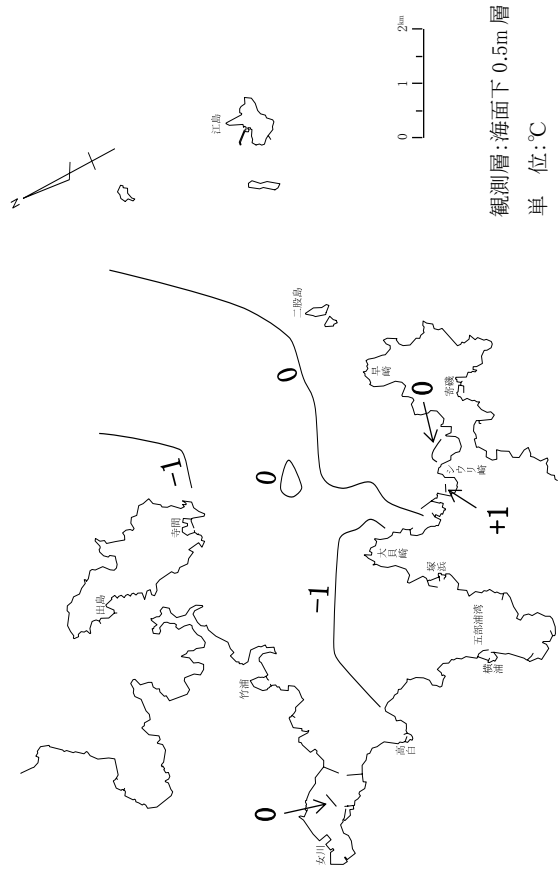 N
江島
0 1 2km
観測層:海面下 0.5m 層
単 位:℃
二股島
0
-1
0
早崎
寄磯
0
シウリ崎
+1
寺間
出島
-1
大貝崎
塚浜
五部浦湾
横浦
竹浦
高白
0
女川